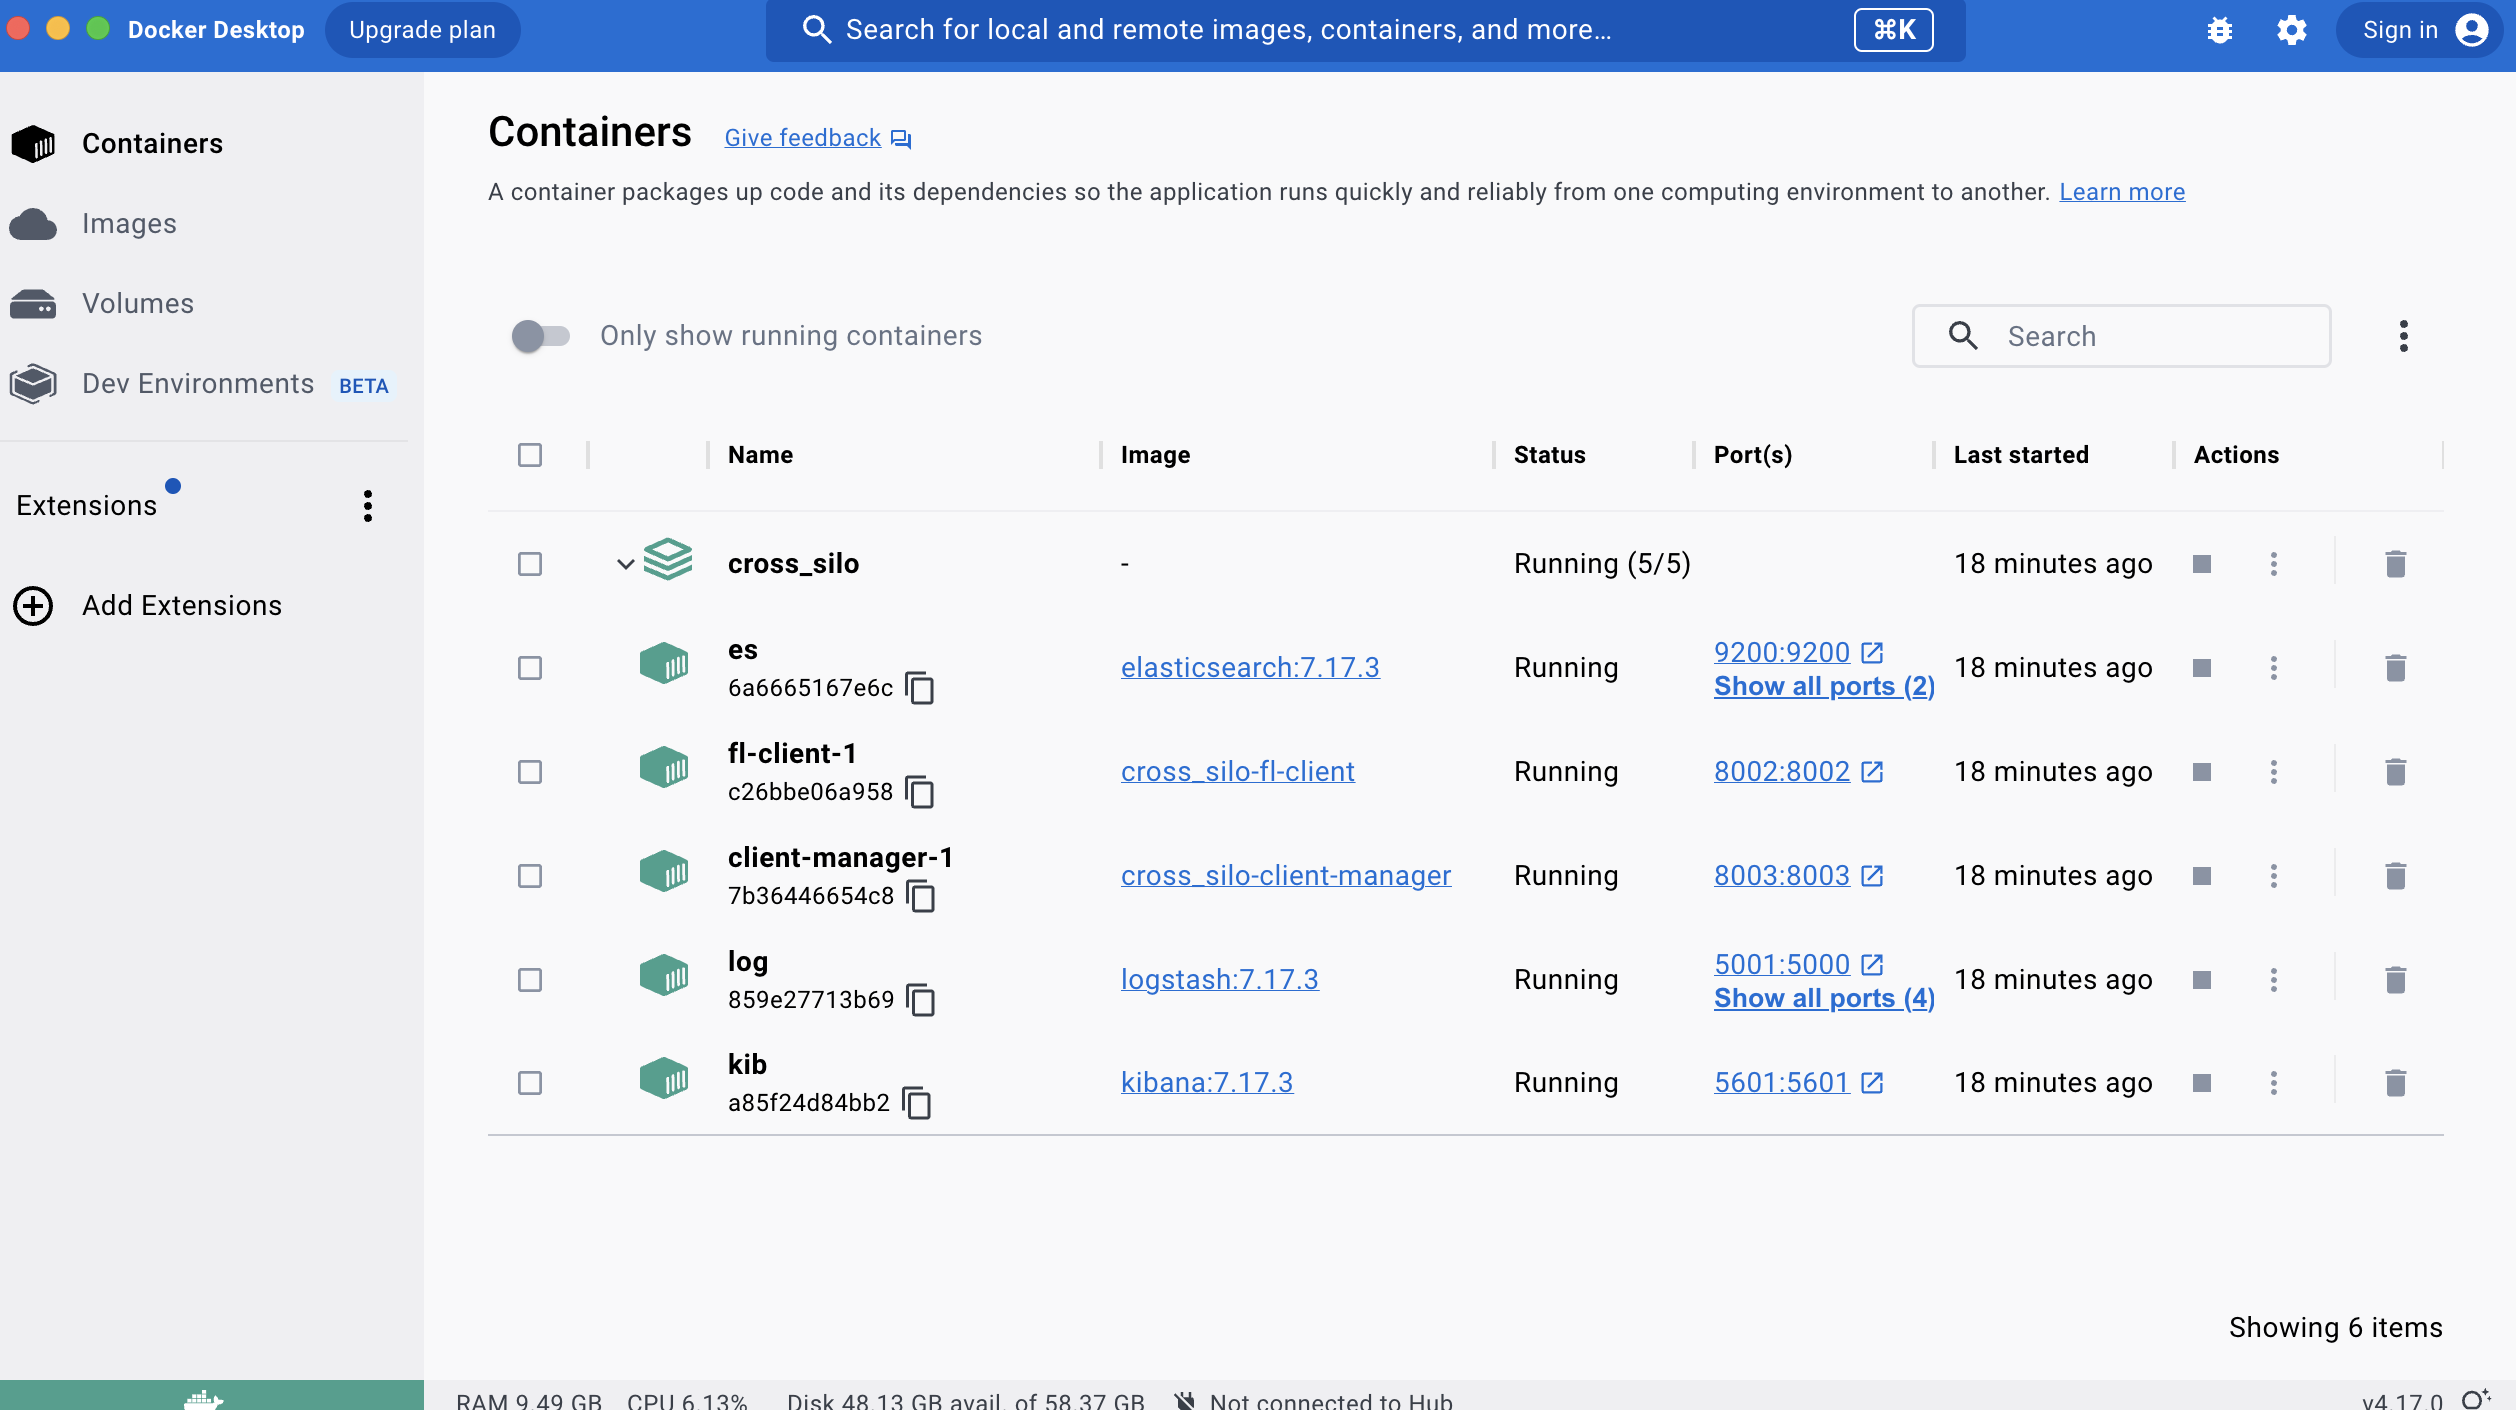 Docker Desktop Upgrade plan Search for local and remote images, containers, and more... ⌘K Sign in
Containers
Images
Volumes
Dev Environments BETA
Extensions
Add Extensions
Containers Give feedback
A container packages up code and its dependencies so the application runs quickly and reliably from one computing environment to another. Learn more
Only show running containers Search
Name Image Status Port(s) Last started Actions
cross_silo - Running (5/5) 18 minutes ago
es
6a6665167e6c elasticsearch:7.17.3 Running 9200:9200 Show all ports (2) 18 minutes ago
fl-client-1
c26bbe06a958 cross_silo-fl-client Running 8002:8002 18 minutes ago
client-manager-1
7b36446654c8 cross_silo-client-manager Running 8003:8003 18 minutes ago
log
859e27713b69 logstash:7.17.3 Running 5001:5000 Show all ports (4) 18 minutes ago
kib
a85f24d84bb2 kibana:7.17.3 Running 5601:5601 18 minutes ago
Showing 6 items
RAM 9.49 GB CPU 6.13% Disk 48.13 GB avail. of 58.37 GB Not connected to Hub v4.17.0